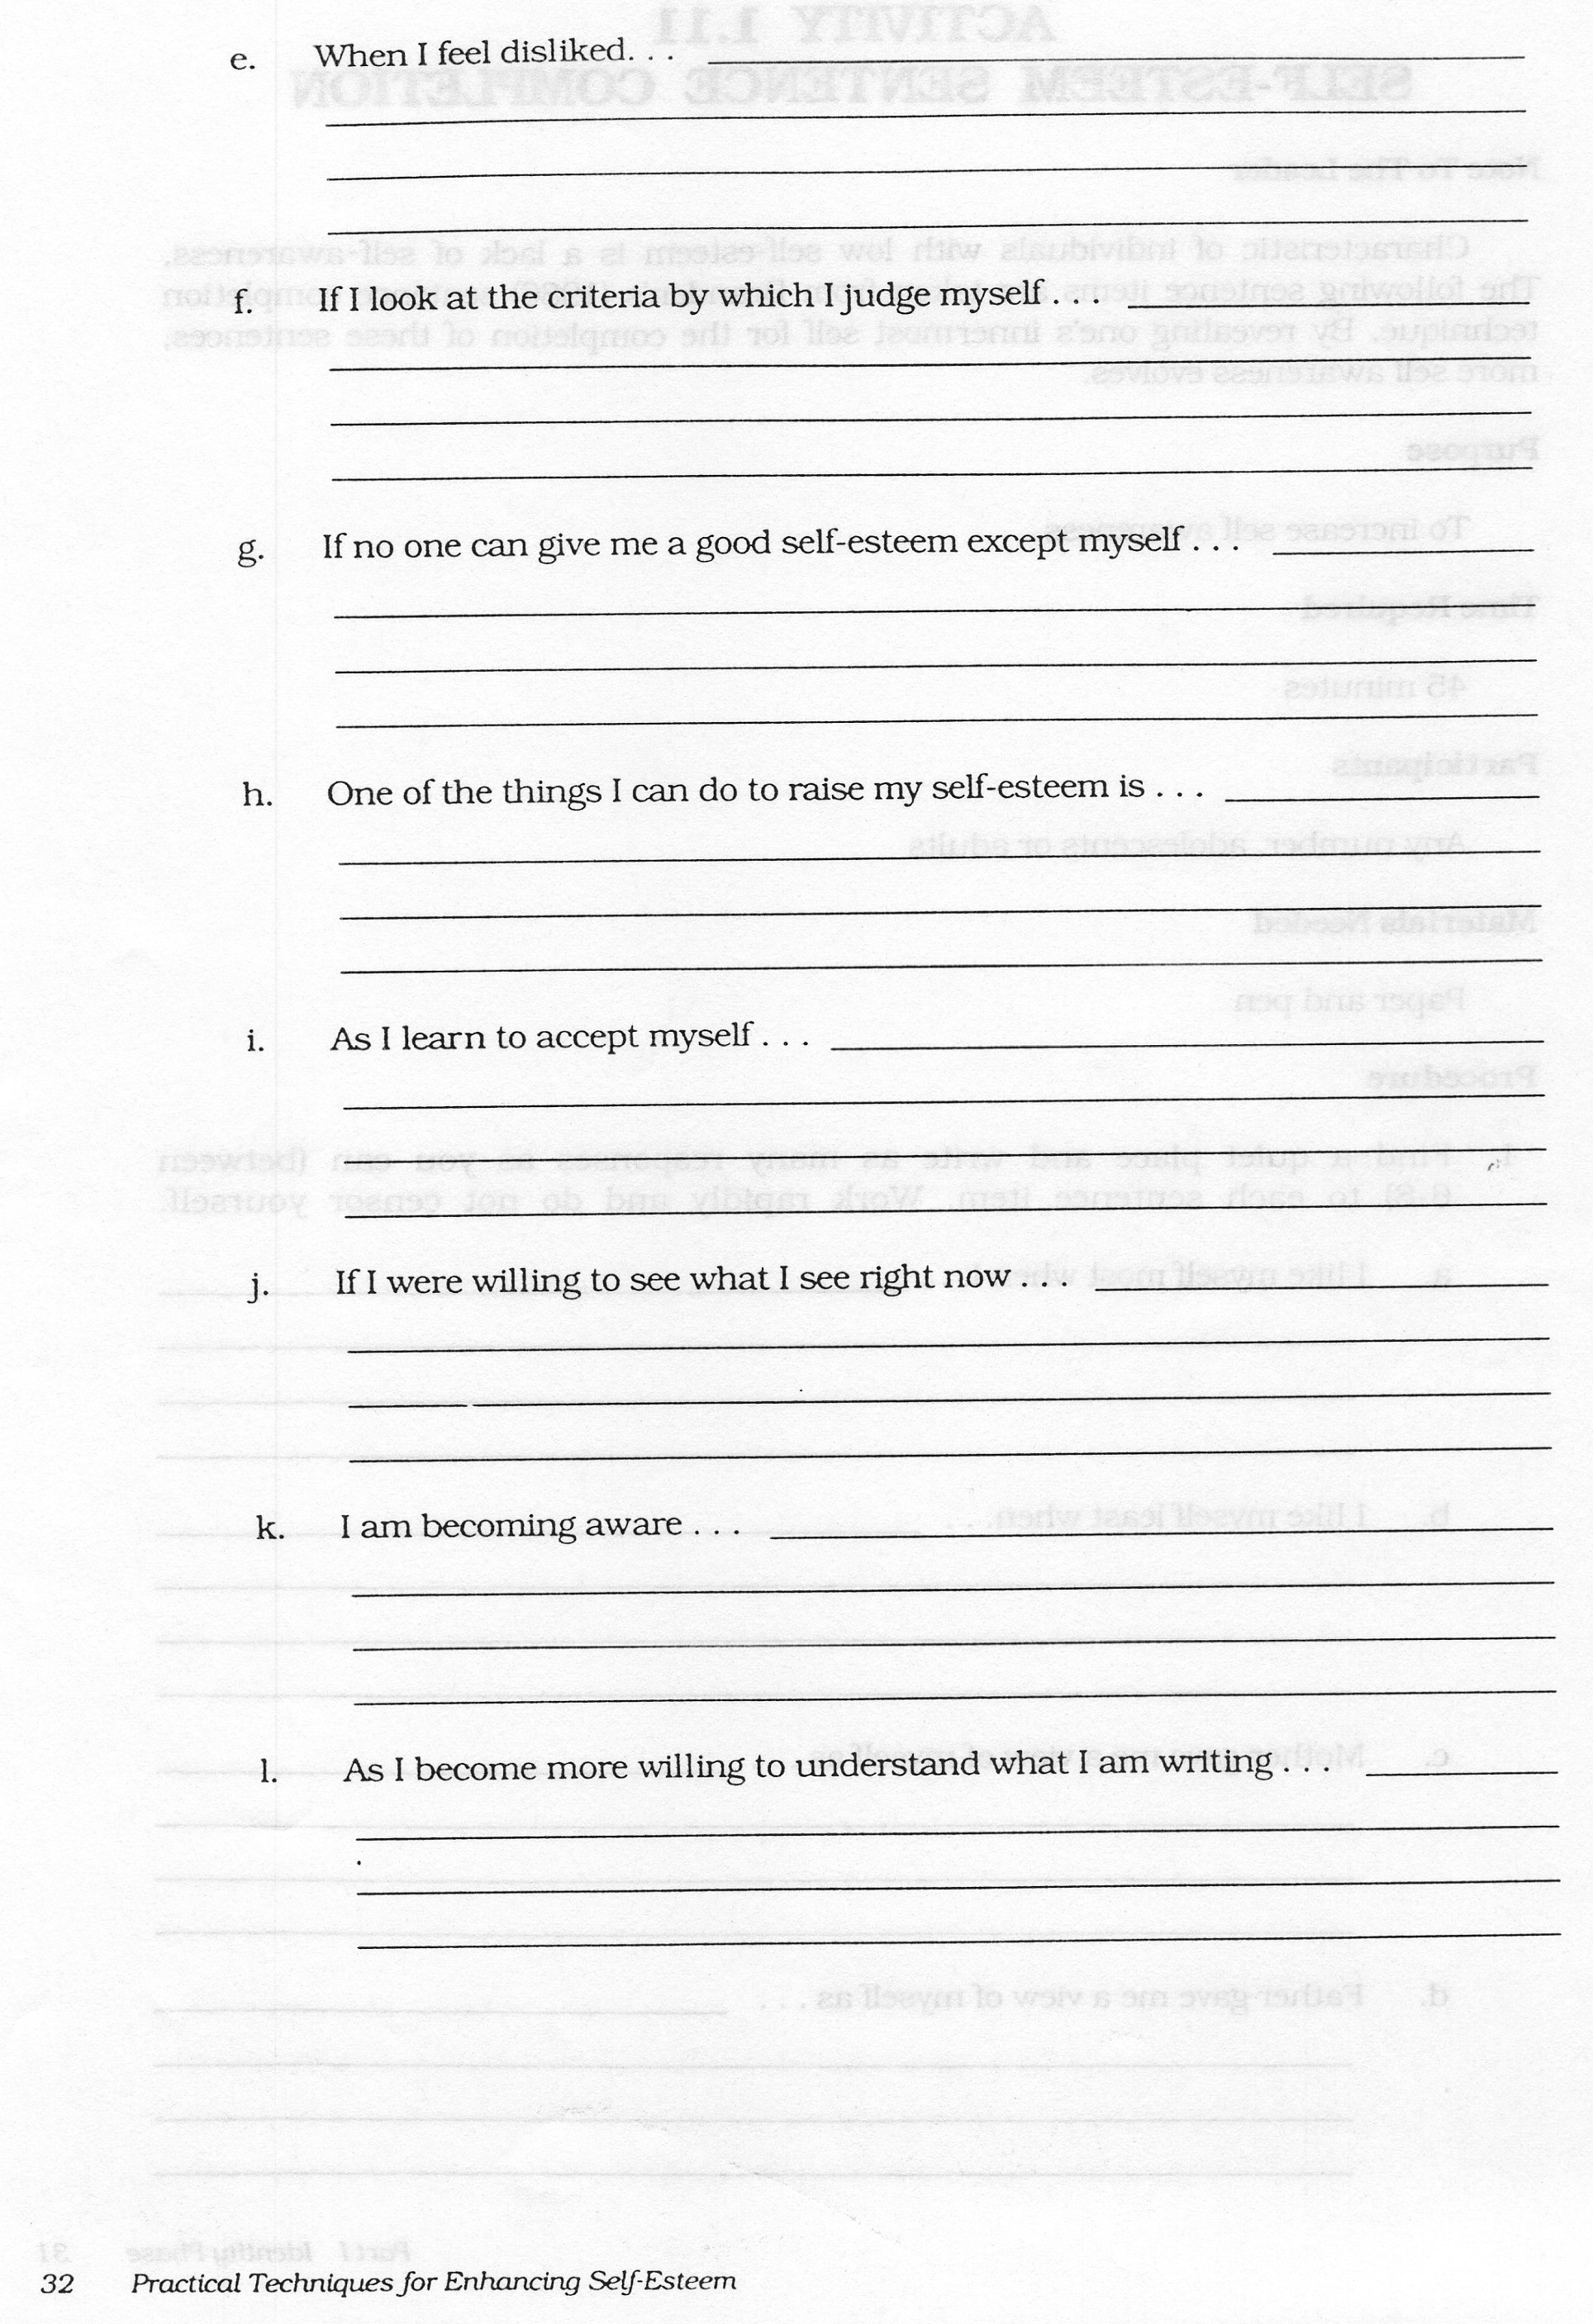 e. When I feel disliked. . .
f. If I look at the criteria by which I judge myself . . .
g. If no one can give me a good self-esteem except myself . . .
h. One of the things I can do to raise my self-esteem is . . .
i. As I learn to accept myself . . .
j. If I were willing to see what I see right now . . .
k. I am becoming aware . . .
l. As I become more willing to understand what I am writing . . .
32 Practical Techniques for Enhancing Self-Esteem